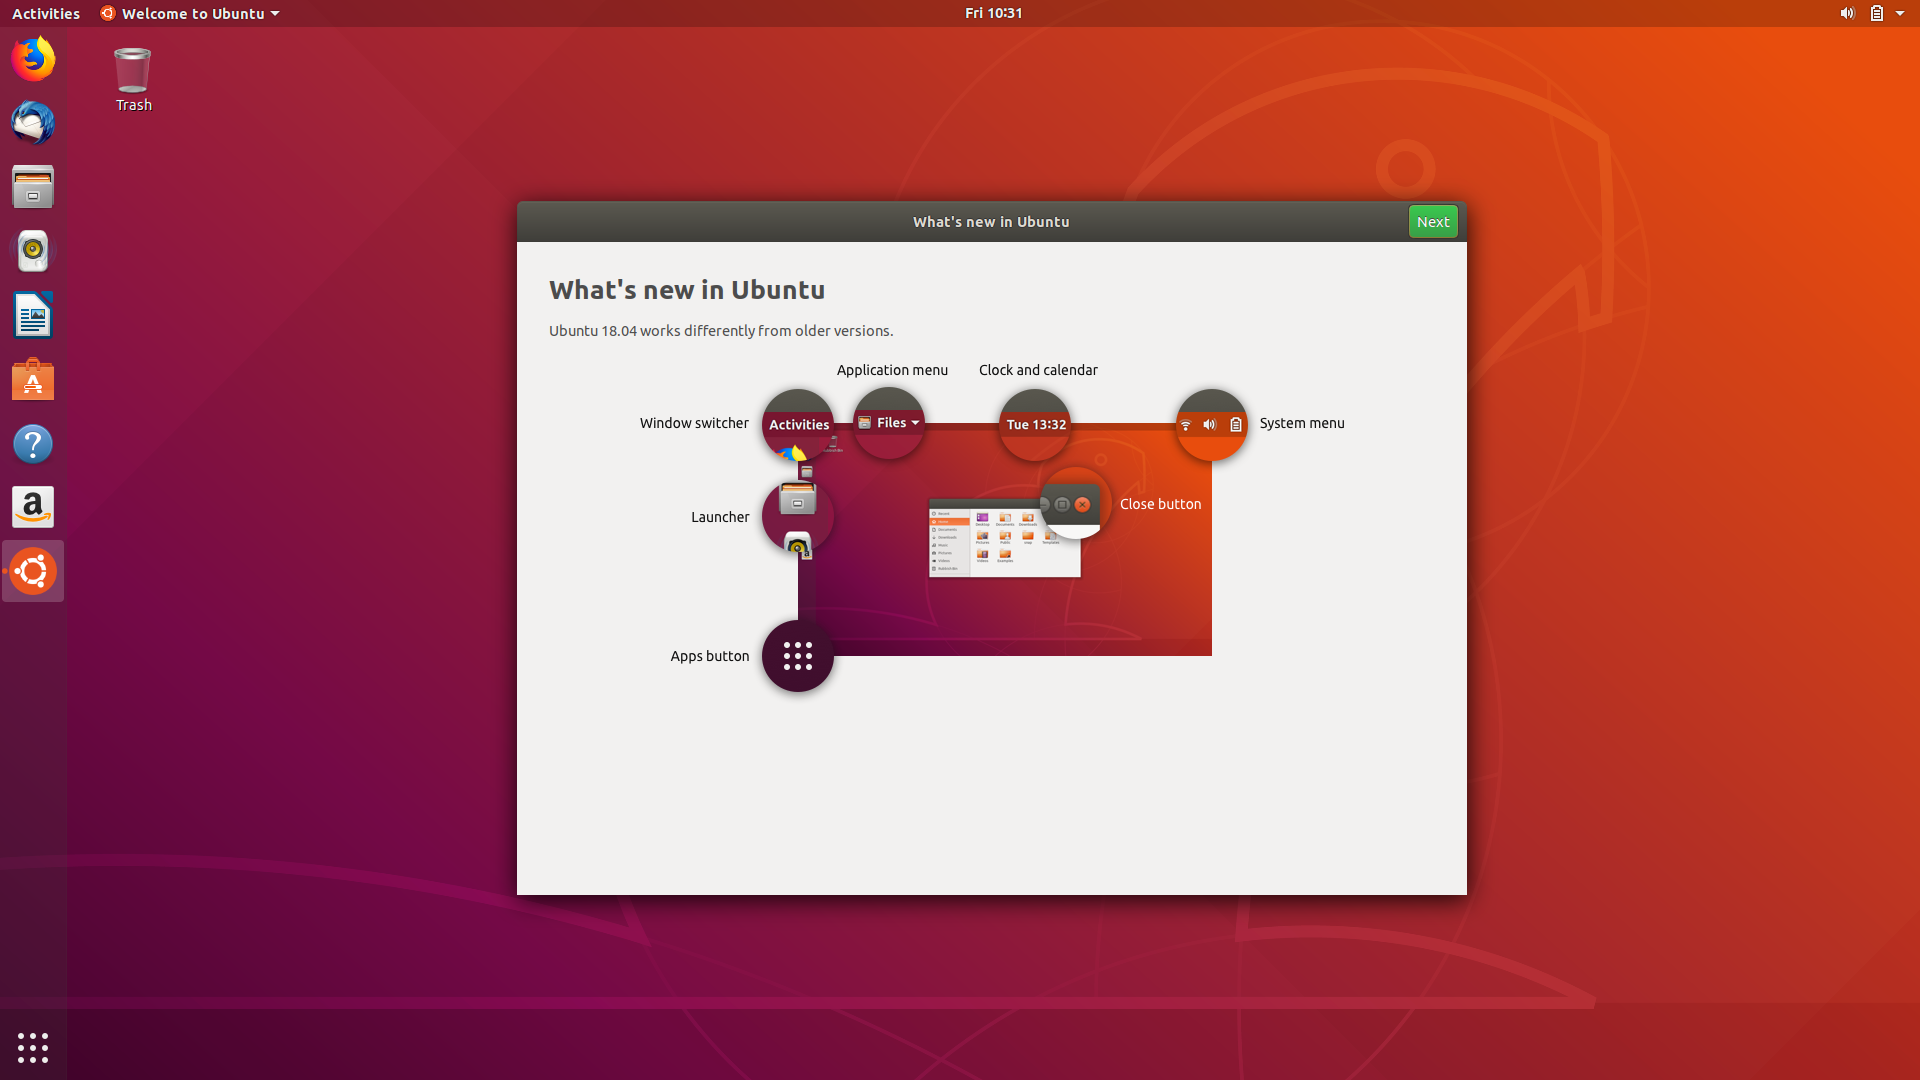 Activities
Welcome to Ubuntu
Fri 10:31
Trash
What's new in Ubuntu
Next
What's new in Ubuntu
Ubuntu 18.04 works differently from older versions.
Application menu
Clock and calendar
Window switcher
Activities
Files
Tue 13:32
System menu
Launcher
Close button
Apps button